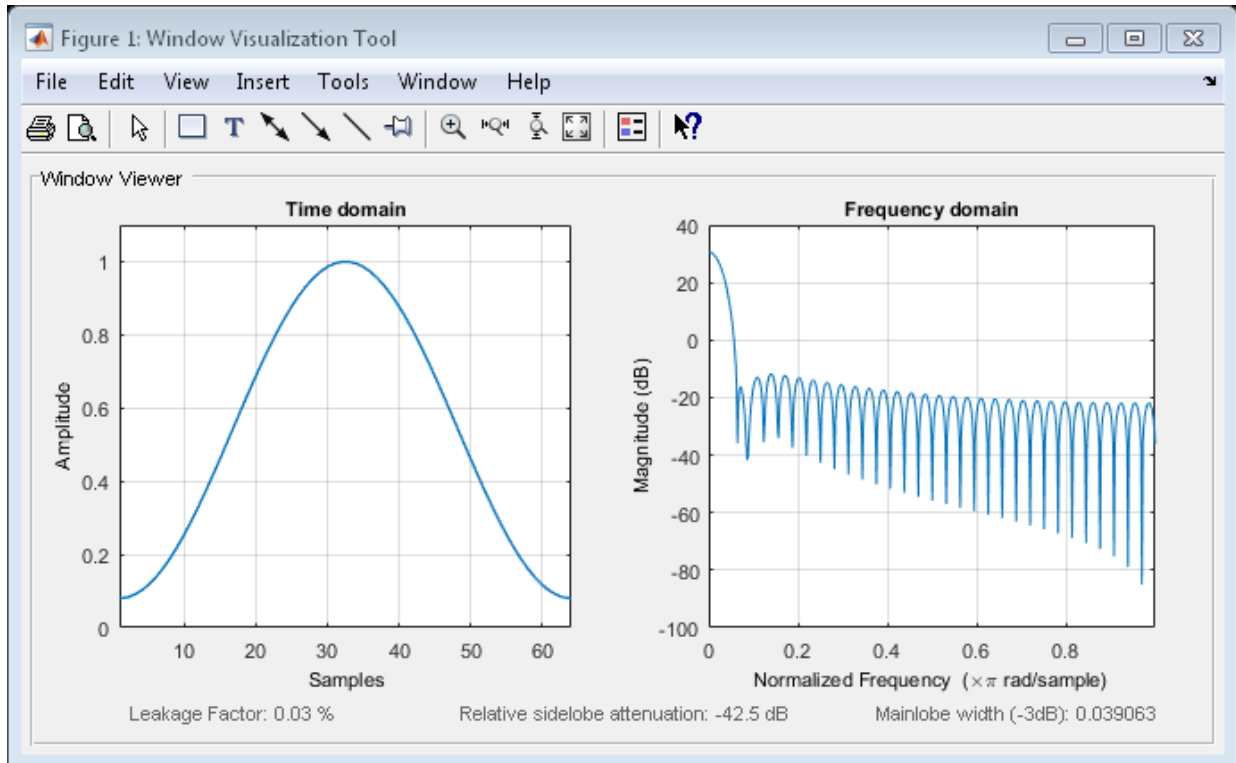 Figure 1: Window Visualization Tool
File Edit View Insert Tools Window Help
Window Viewer
Time domain
1
0.8
0.6
0.4
0.2
0
Amplitude
10 20 30 40 50 60
Samples
Frequency domain
40
20
0
-20
-40
-60
-80
-100
Magnitude (dB)
0 0.2 0.4 0.6 0.8
Normalized Frequency (×π rad/sample)
Leakage Factor: 0.03 % Relative sidelobe attenuation: -42.5 dB Mainlobe width (-3dB): 0.039063